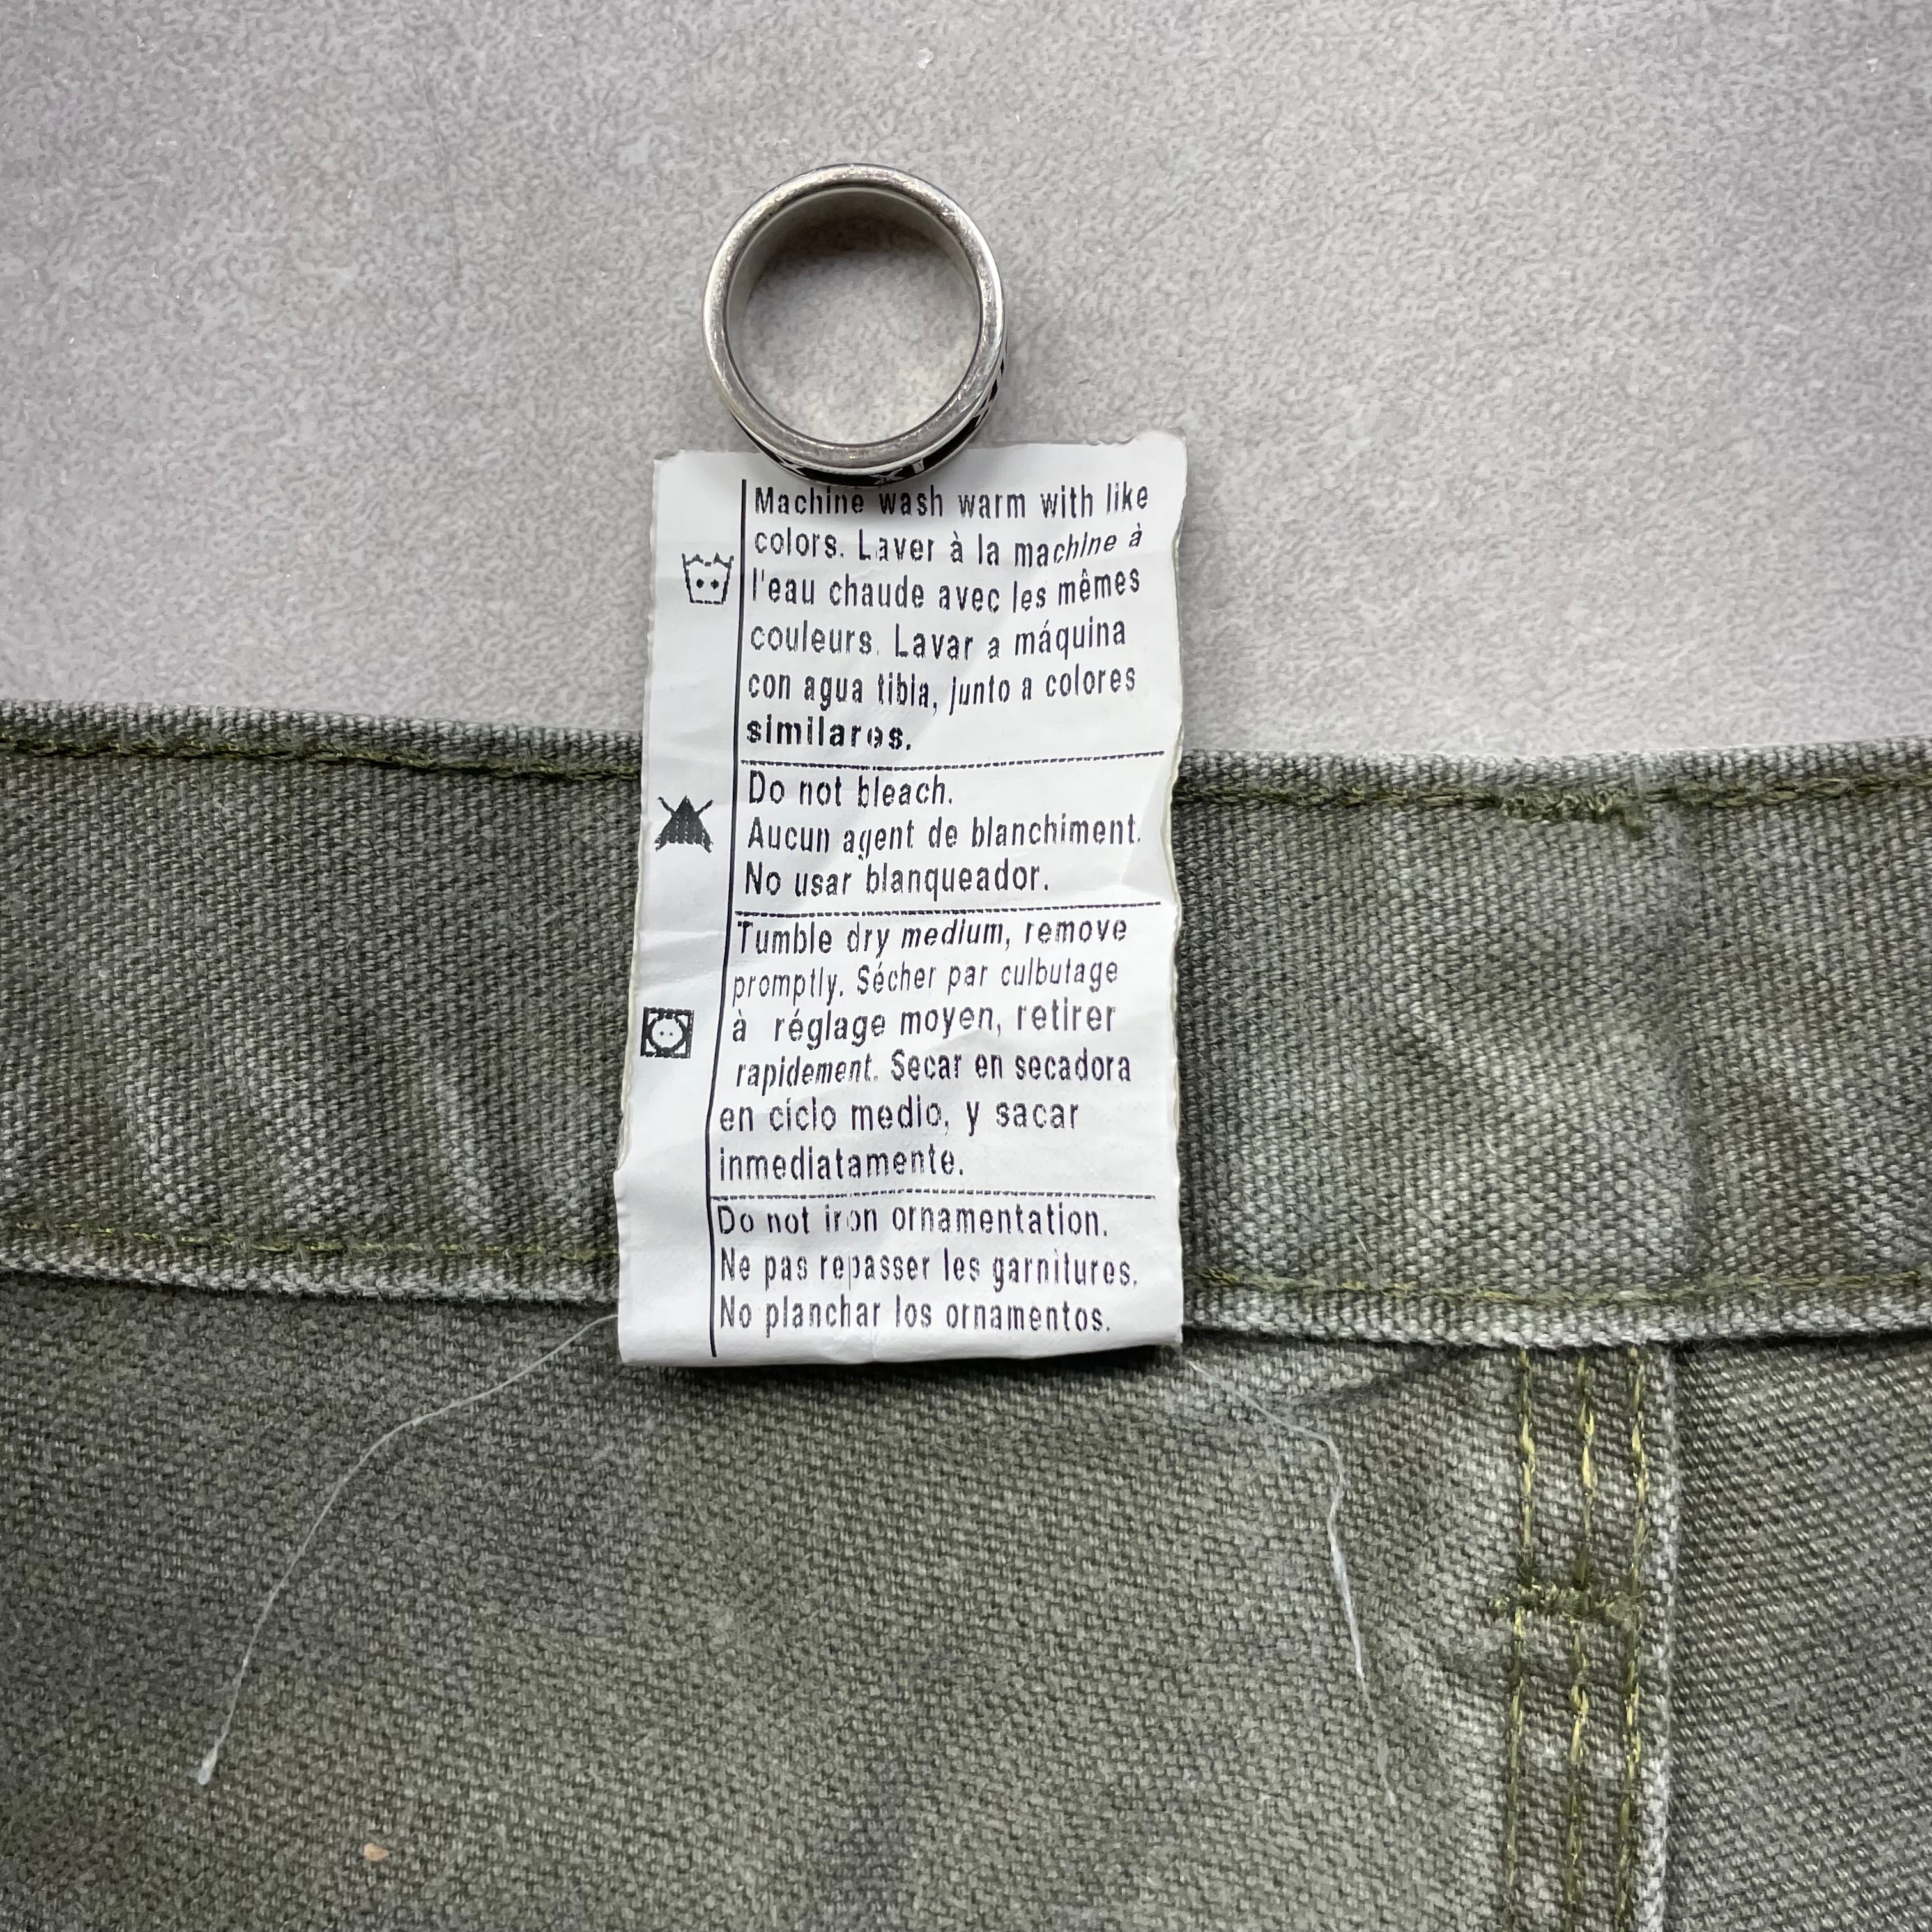 Machine wash warm with like
colors. Laver à la machine à
l'eau chaude avec les mêmes
couleurs. Lavar a máquina
con agua tibia, junto a colores
similares.
Do not bleach.
Aucun agent de blanchiment.
No usar blanqueador.
Tumble dry medium, remove
promptly. Sécher par culbutage
à réglage moyen, retirer
rapidement. Secar en secadora
en ciclo medio, y sacar
inmediatamente.
Do not iron ornamentation.
Ne pas repasser les garnitures.
No planchar los ornamentos.